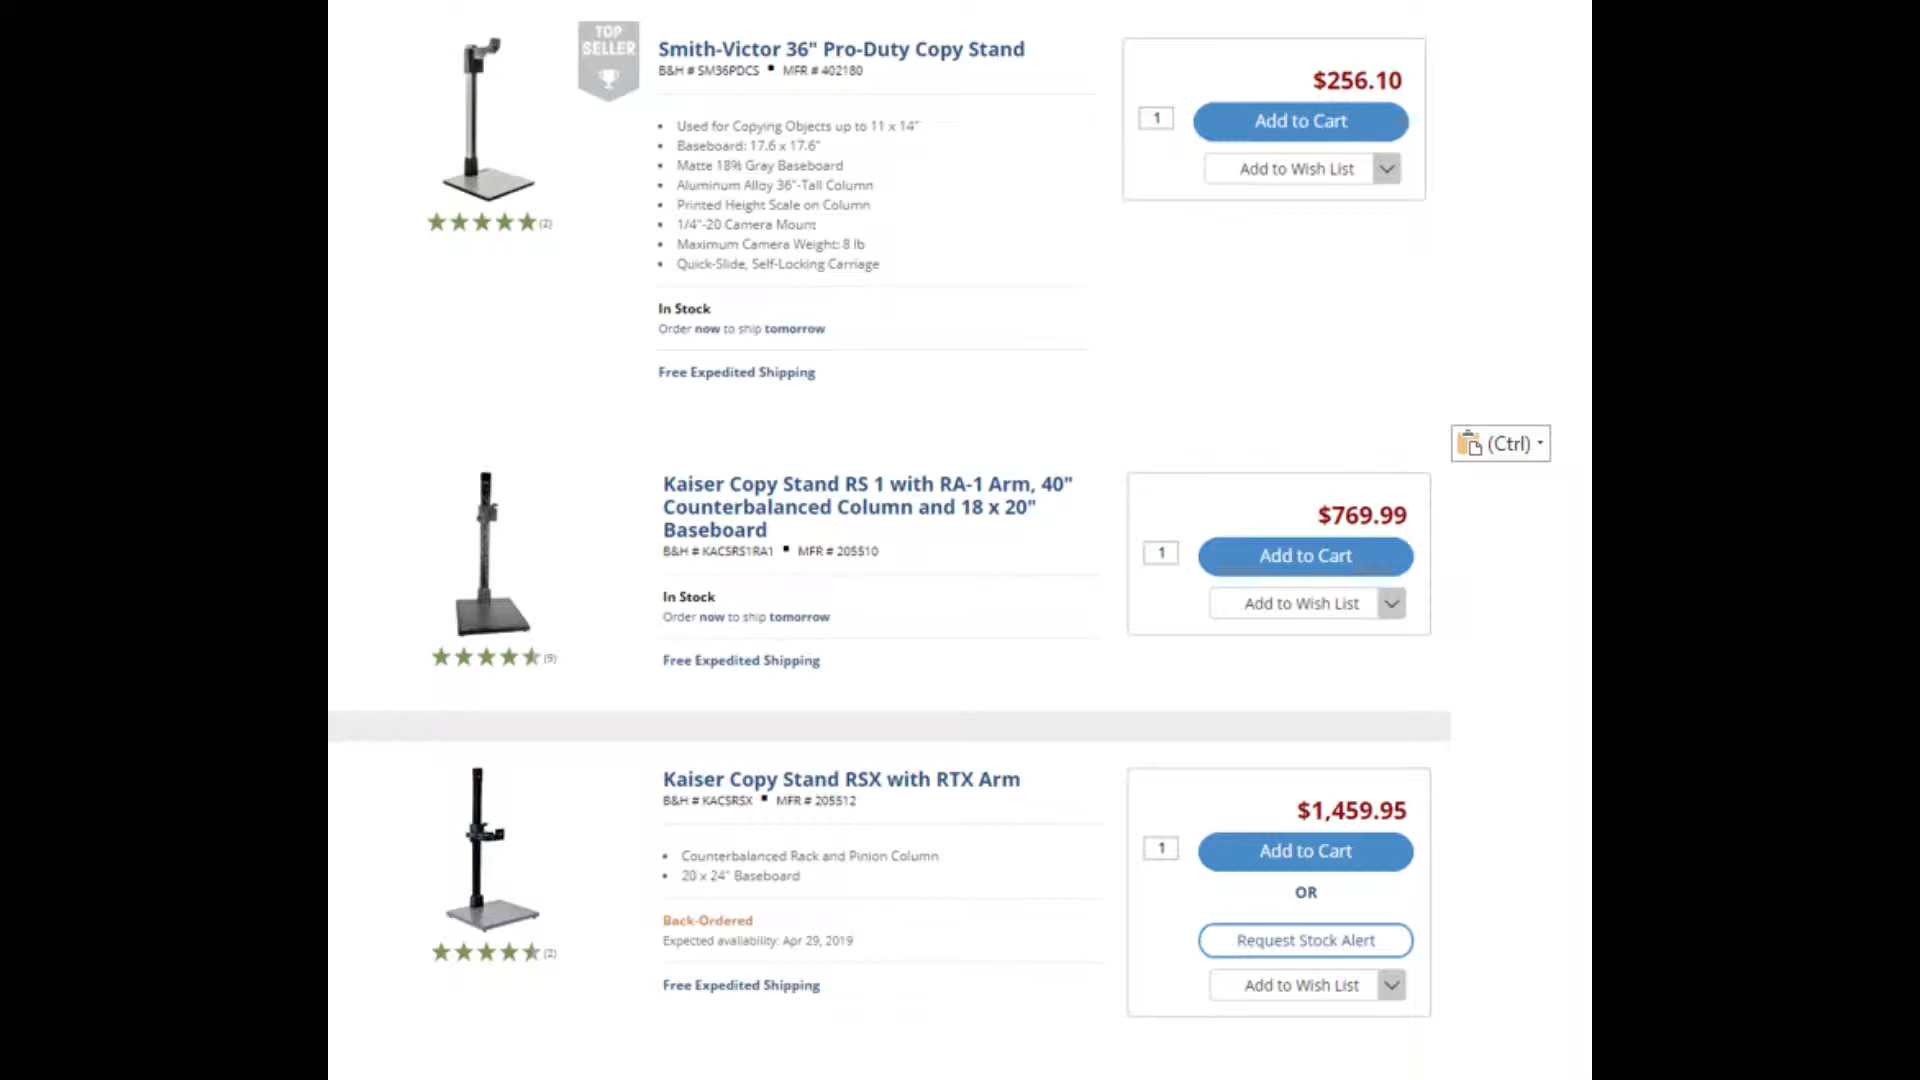 TOP
SELLER
Smith-Victor 36" Pro-Duty Copy Stand
B&H # SM36PDCS ▪ MFR # 402180
$256.10
1
Add to Cart
Add to Wish List
• Used for Copying Objects up to 11 x 14"
• Baseboard: 17.6 x 17.6"
• Matte 18% Gray Baseboard
• Aluminum Alloy 36"-Tall Column
• Printed Height Scale on Column
• 1/4"-20 Camera Mount
• Maximum Camera Weight: 8 lb
• Quick-Slide, Self-Locking Carriage
(2)
In Stock
Order now to ship tomorrow
Free Expedited Shipping
(Ctrl)
Kaiser Copy Stand RS 1 with RA-1 Arm, 40"
Counterbalanced Column and 18 x 20"
Baseboard
B&H # KACSRS1RA1 ▪ MFR # 205510
$769.99
1
Add to Cart
Add to Wish List
In Stock
Order now to ship tomorrow
(9)
Free Expedited Shipping
Kaiser Copy Stand RSX with RTX Arm
B&H # KACSRSX ▪ MFR # 205512
$1,459.95
1
Add to Cart
OR
Request Stock Alert
Add to Wish List
• Counterbalanced Rack and Pinion Column
• 20 x 24" Baseboard
Back-Ordered
Expected availability: Apr 29, 2019
(2)
Free Expedited Shipping